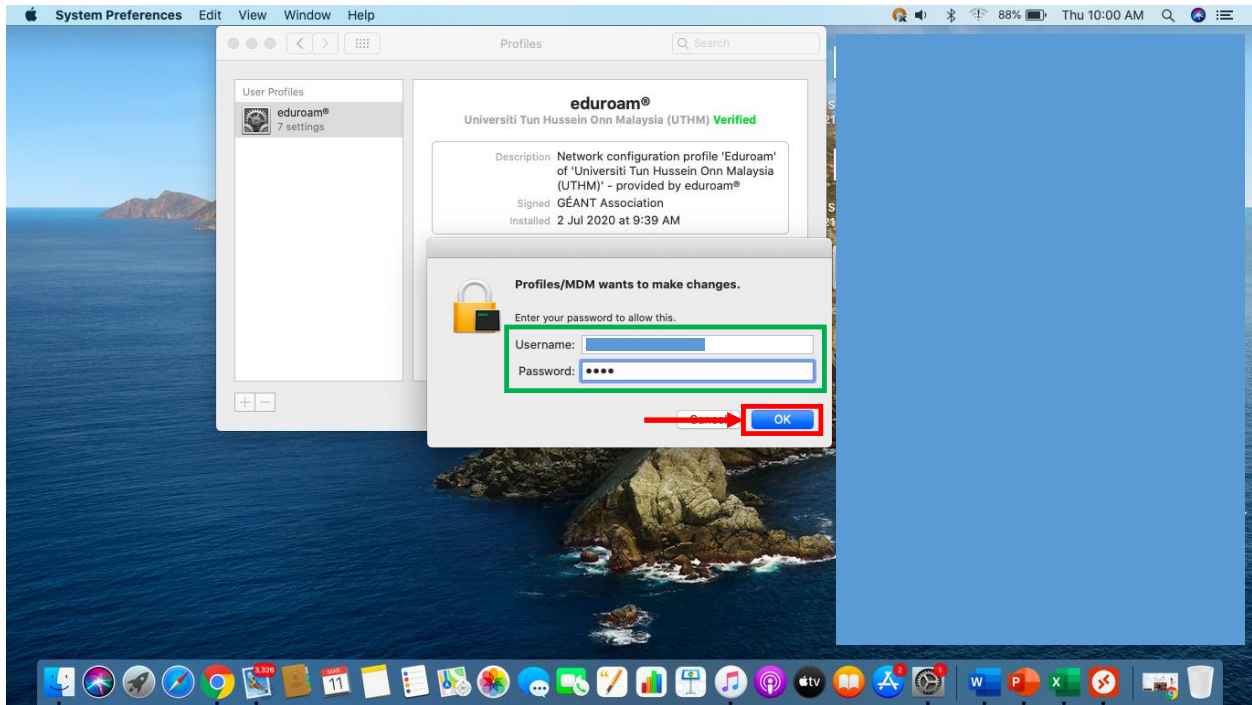 System Preferences Edit View Window Help
88% Thu 10:00 AM
Profiles
Search
User Profiles
eduroam®
7 settings
eduroam®
Universiti Tun Hussein Onn Malaysia (UTHM) Verified
Description Network configuration profile 'Eduroam'
of 'Universiti Tun Hussein Onn Malaysia
(UTHM)' - provided by eduroam®
Signed GÉANT Association
Installed 2 Jul 2020 at 9:39 AM
Profiles/MDM wants to make changes.
Enter your password to allow this.
Username:
Password: ••••
Cancel OK
3,326
MAR
11
tv
2
1
W
P
X